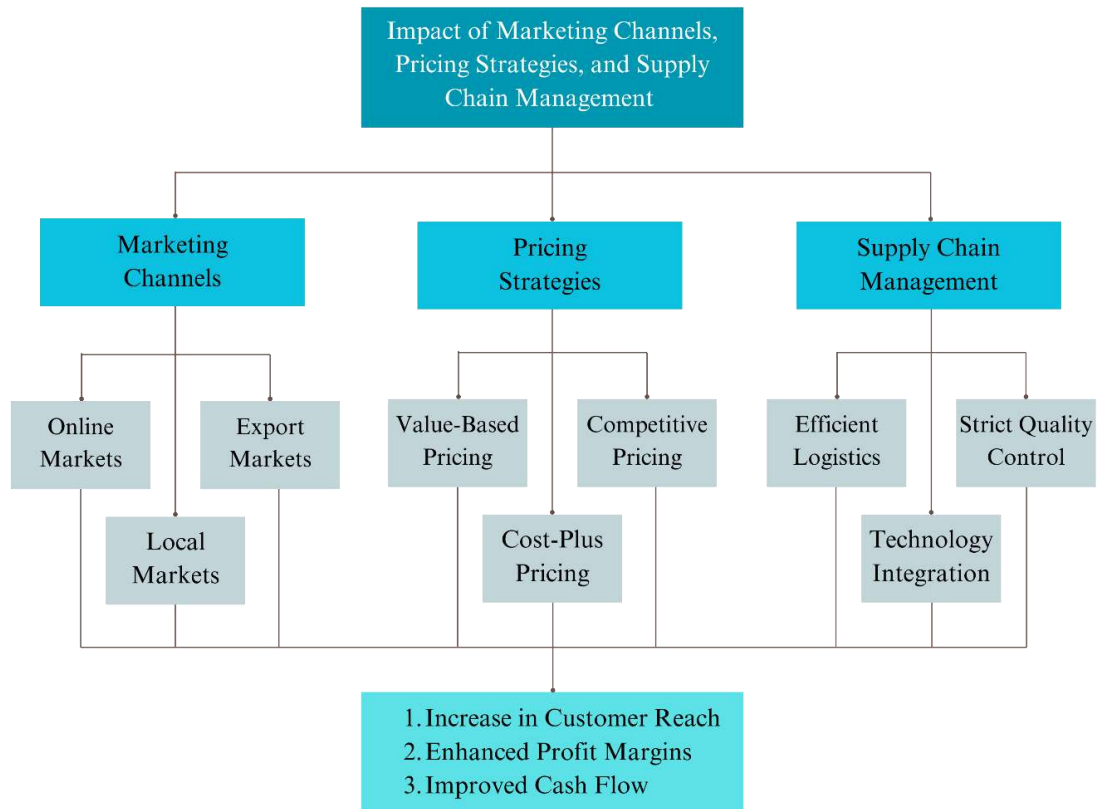 Impact of Marketing Channels,
Pricing Strategies, and Supply
Chain Management
Marketing
Channels
Pricing
Strategies
Supply Chain
Management
Online
Markets
Export
Markets
Local
Markets
Value-Based
Pricing
Competitive
Pricing
Cost-Plus
Pricing
Efficient
Logistics
Strict Quality
Control
Technology
Integration
1. Increase in Customer Reach
2. Enhanced Profit Margins
3. Improved Cash Flow